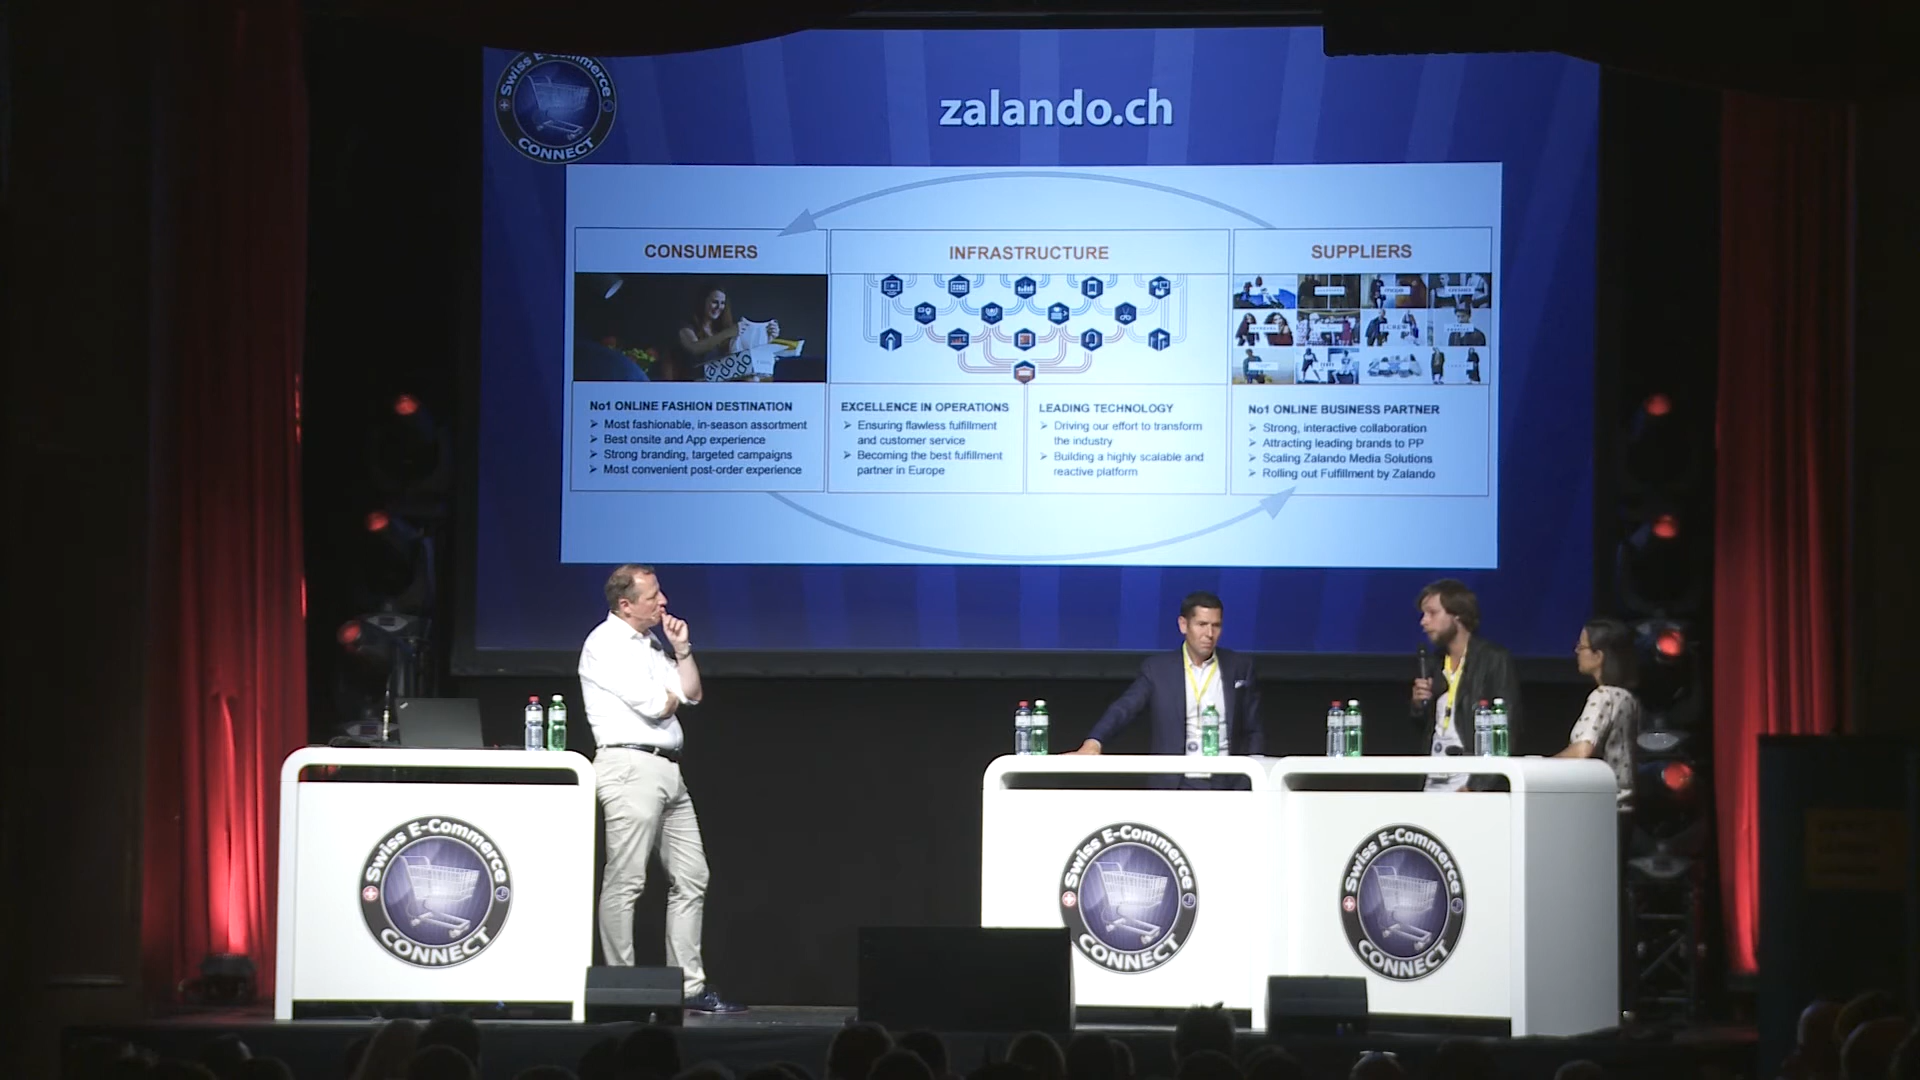 Swiss E-Commerce
CONNECT
zalando.ch
CONSUMERS
INFRASTRUCTURE
SUPPLIERS
No1 ONLINE FASHION DESTINATION
➢ Most fashionable, in-season assortment
➢ Best onsite and App experience
➢ Strong branding, targeted campaigns
➢ Most convenient post-order experience
EXCELLENCE IN OPERATIONS
➢ Ensuring flawless fulfillment
and customer service
➢ Becoming the best fulfillment
partner in Europe
LEADING TECHNOLOGY
➢ Driving our effort to transform
the industry
➢ Building a highly scalable and
reactive platform
No1 ONLINE BUSINESS PARTNER
➢ Strong, interactive collaboration
➢ Attracting leading brands to PP
➢ Scaling Zalando Media Solutions
➢ Rolling out Fulfillment by Zalando
Swiss E-Commerce
CONNECT
Swiss E-Commerce
CONNECT
Swiss E-Commerce
CONNECT